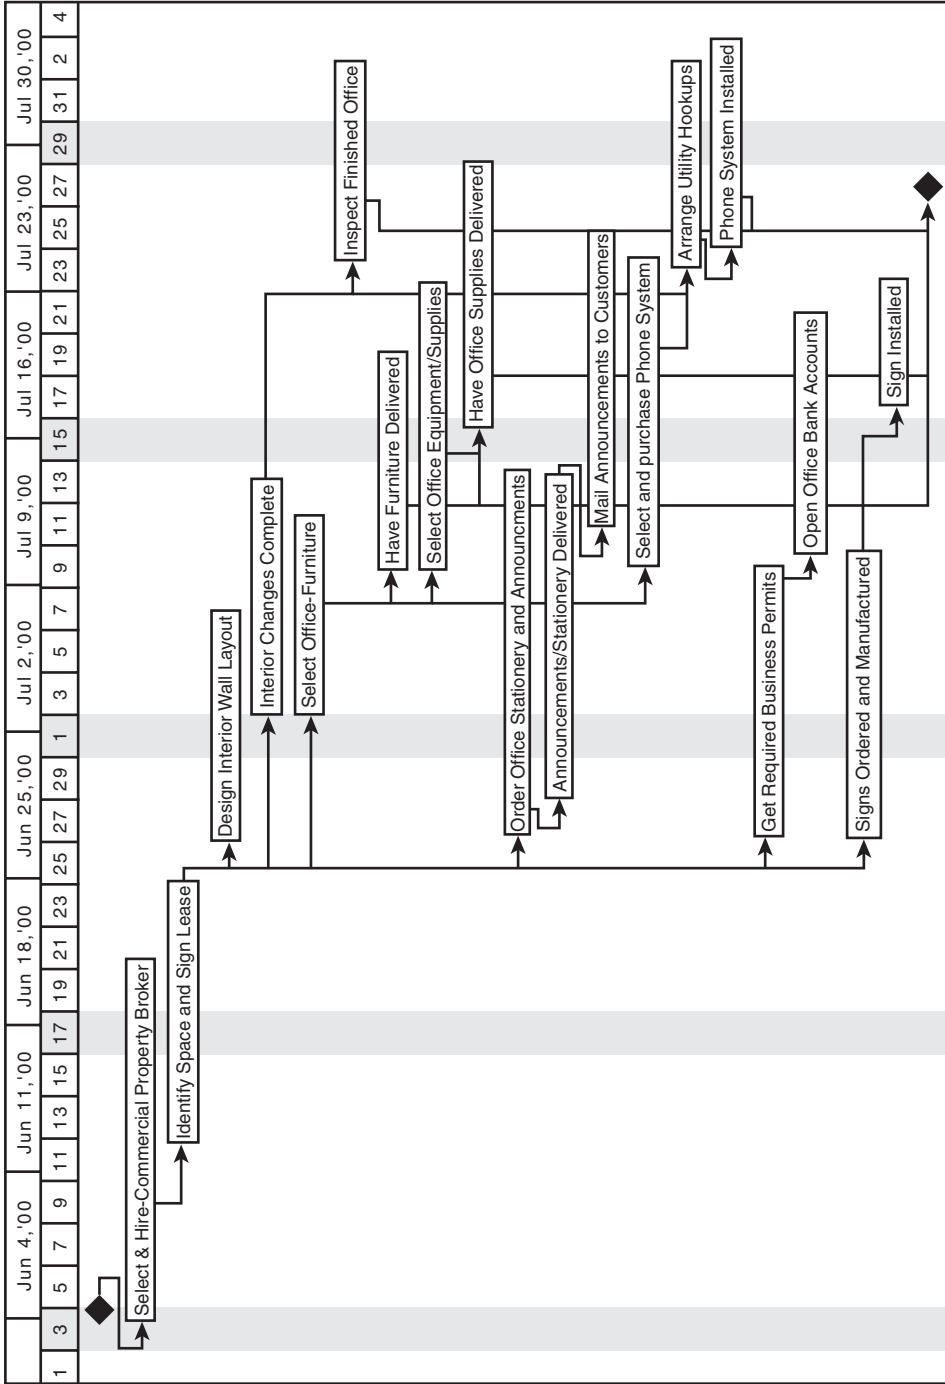 Jun 4,'00 Jun 11,'00 Jun 18,'00 Jun 25,'00 Jul 2,'00 Jul 9,'00 Jul 16,'00 Jul 23,'00 Jul 30,'00
1 3 5 7 9 11 13 15 17 19 21 23 25 27 29 1 3 5 7 9 11 13 15 17 19 21 23 25 27 29 31 2 4
Select & Hire-Commercial Property Broker
Identify Space and Sign Lease
Design Interior Wall Layout
Interior Changes Complete
Select Office-Furniture
Inspect Finished Office
Have Furniture Delivered
Select Office Equipment/Supplies
Have Office Supplies Delivered
Order Office Stationery and Announcments
Announcements/Stationery Delivered
Mail Announcements to Customers
Select and purchase Phone System
Arrange Utility Hookups
Phone System Installed
Get Required Business Permits
Open Office Bank Accounts
Signs Ordered and Manufactured
Sign Installed